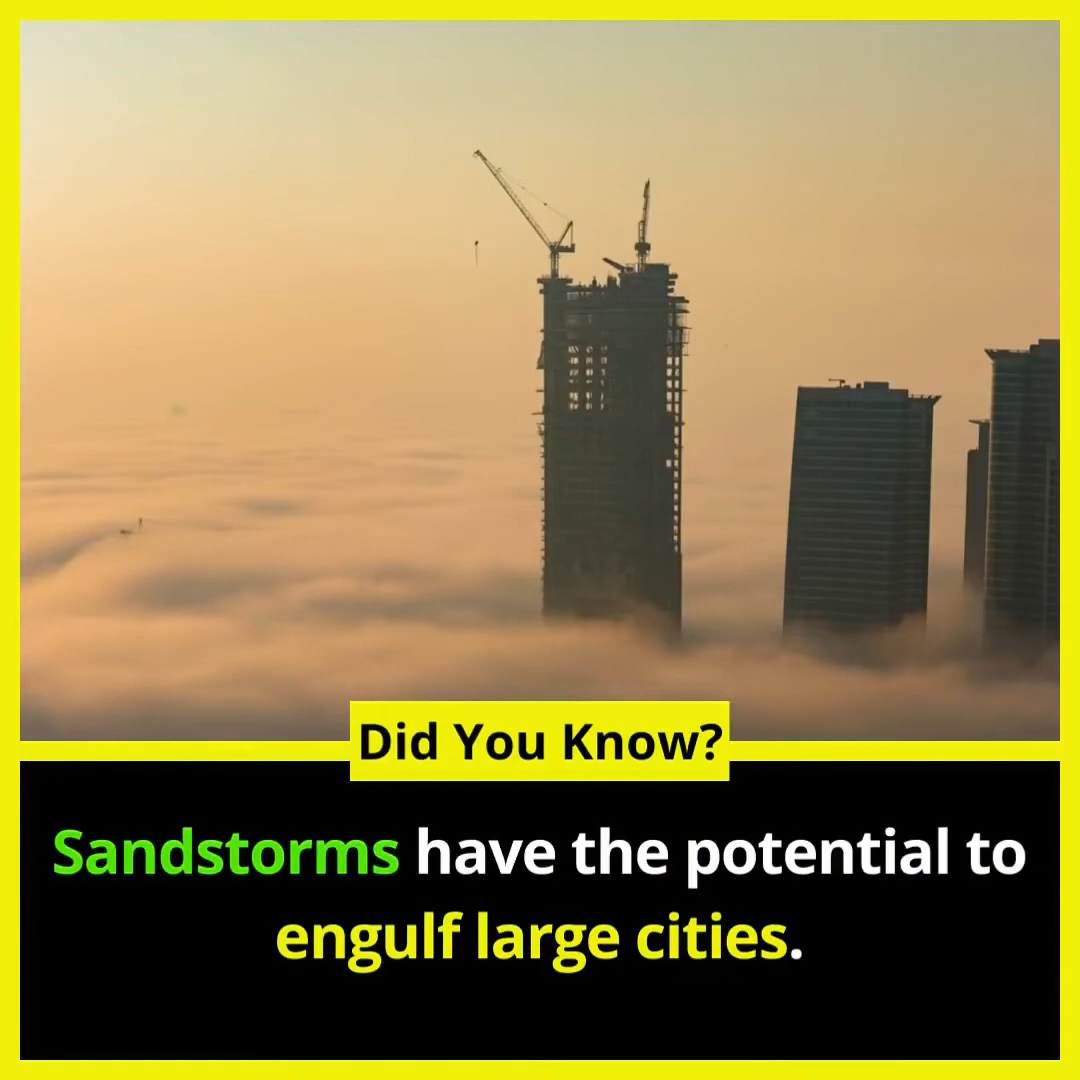 Did You Know?
Sandstorms have the potential to
engulf large cities.